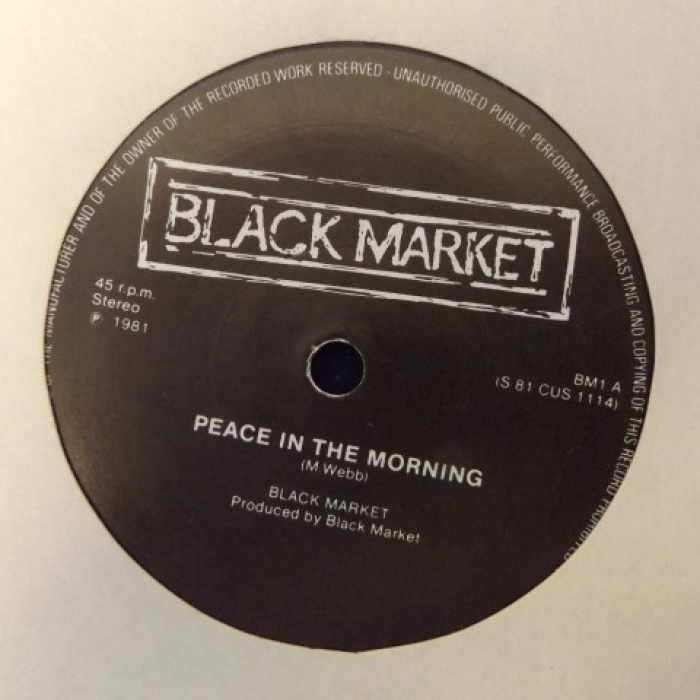 THE MANUFACTURER AND OF THE OWNER OF THE RECORDED WORK RESERVED · UNAUTHORISED PUBLIC PERFORMANCE BROADCASTING AND COPYING OF THIS RECORD PROHIBITED
BLACK MARKET
45 r.p.m.
Stereo
℗ 1981
BM1 A
(S 81 CUS 1114)
PEACE IN THE MORNING
(M.Webb)
BLACK MARKET
Produced by Black Market